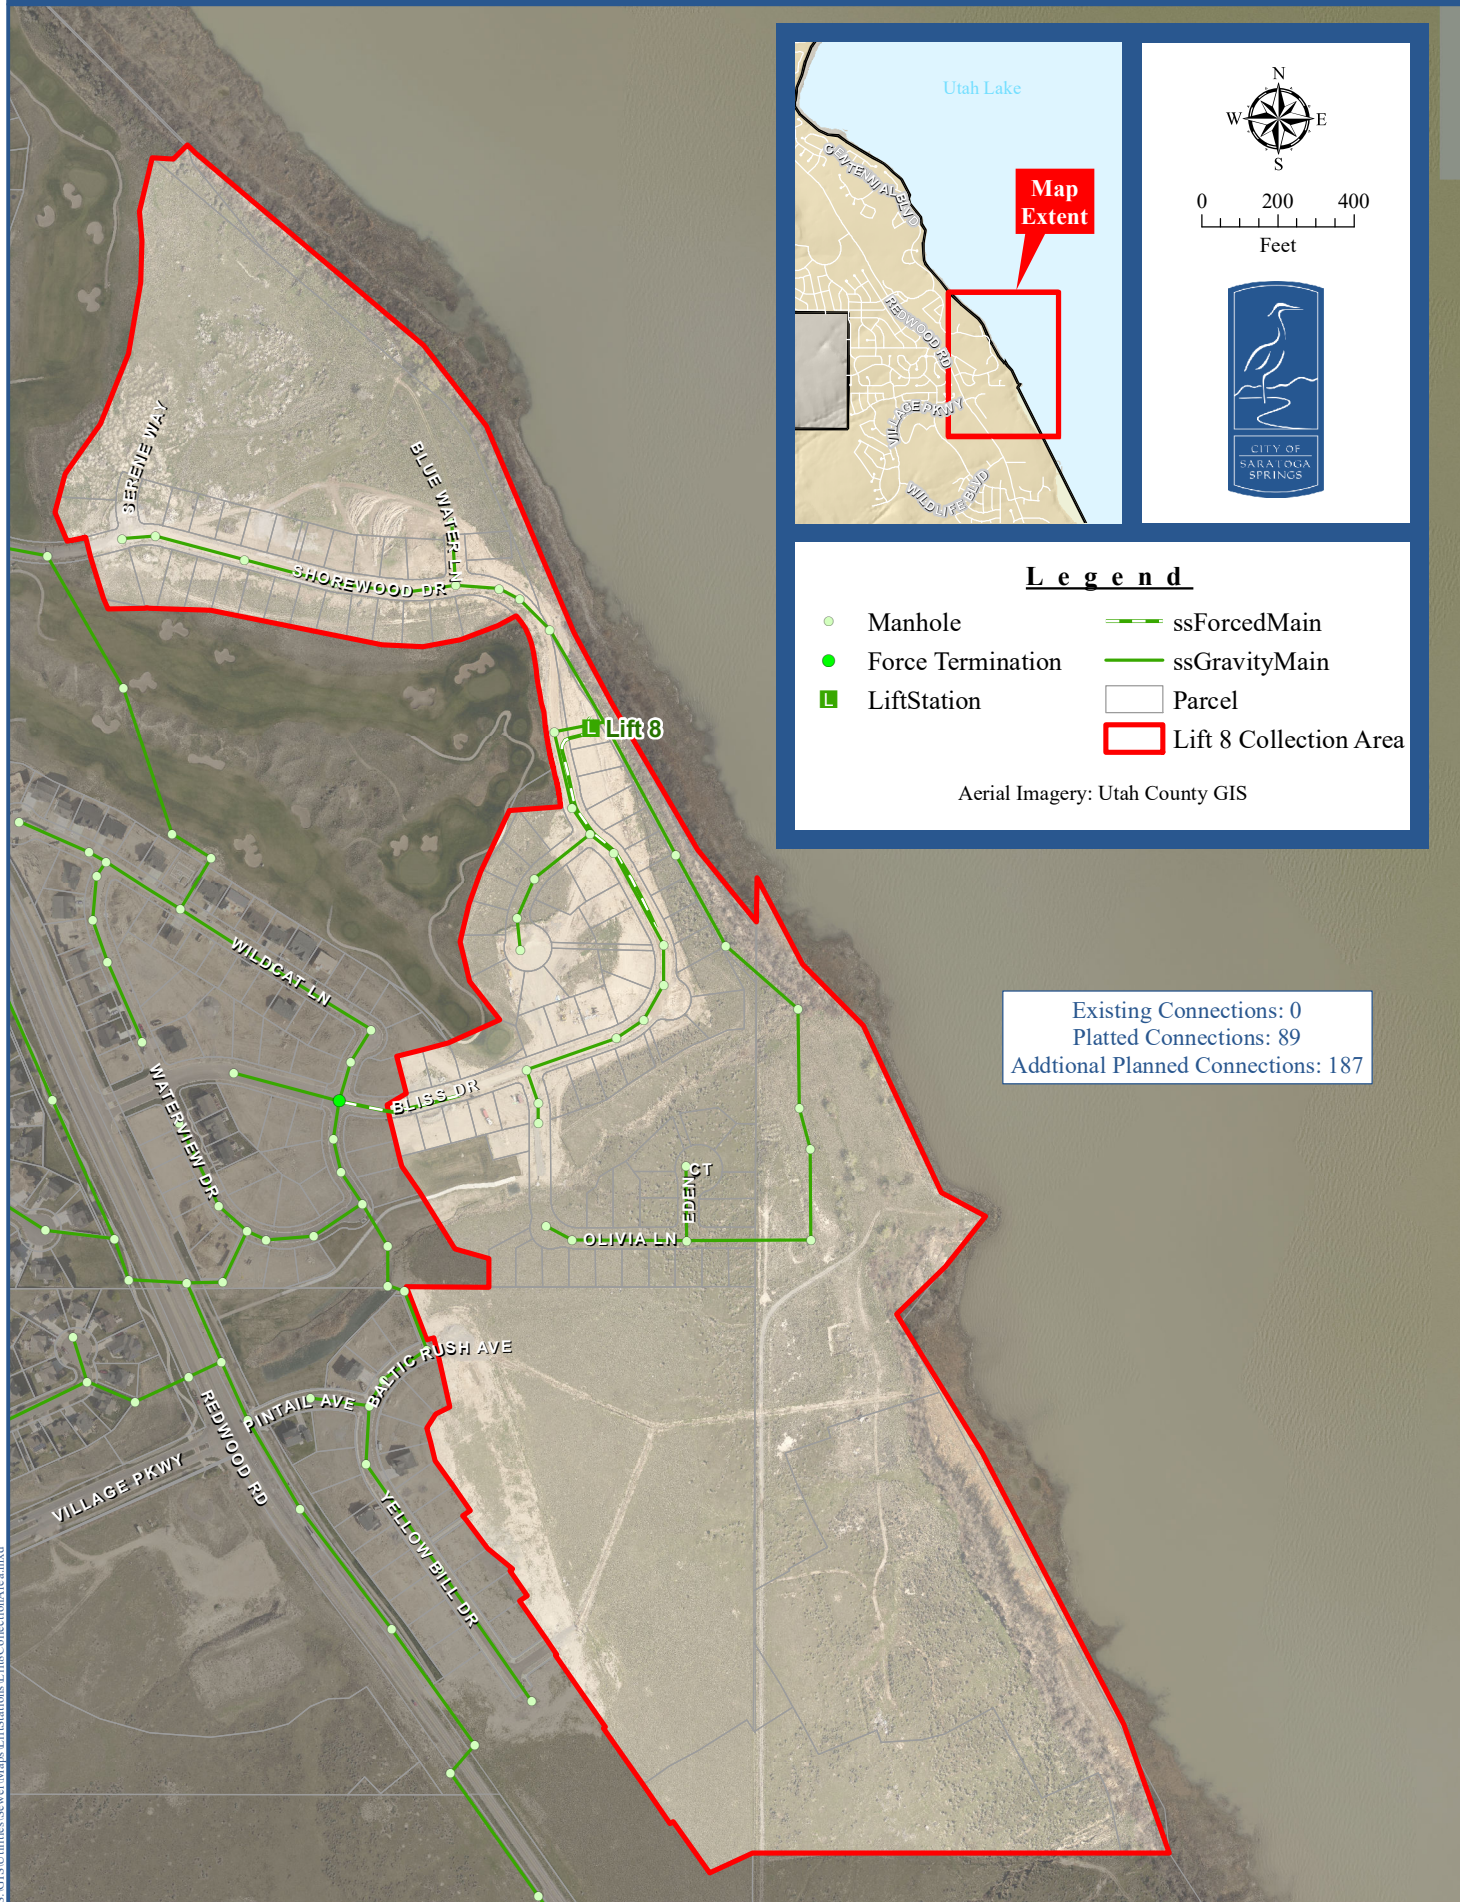 Utah Lake
CENTENNIAL BLVD
Map
Extent
REDWOOD RD
VILLAGE PKWY
WILDLIFE BLVD
N
W E
S
0 200 400
Feet
CITY OF
SARATOGA
SPRINGS
Legend
Manhole
ssForcedMain
Force Termination
ssGravityMain
L LiftStation
Parcel
Lift 8 Collection Area
Aerial Imagery: Utah County GIS
SERENE WAY
BLUE WATER LN
SHOREWOOD DR
L Lift 8
WILDCAT LN
Existing Connections: 0
Platted Connections: 89
Addtional Planned Connections: 187
WATERVIEW DR
BLISS DR
EDEN CT
OLIVIA LN
BALTIC RUSH AVE
PINTAIL AVE
REDWOOD RD
VILLAGE PKWY
YELLOW BILL DR